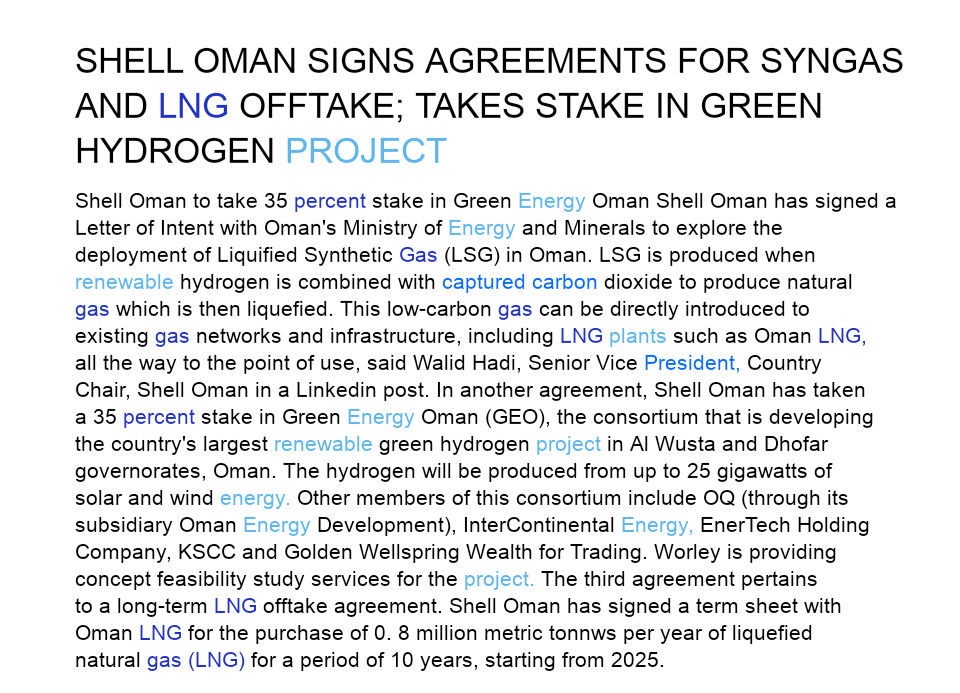 SHELL OMAN SIGNS AGREEMENTS FOR SYNGAS
AND LNG OFFTAKE; TAKES STAKE IN GREEN
HYDROGEN PROJECT
Shell Oman to take 35 percent stake in Green Energy Oman Shell Oman has signed a
Letter of Intent with Oman's Ministry of Energy and Minerals to explore the
deployment of Liquified Synthetic Gas (LSG) in Oman. LSG is produced when
renewable hydrogen is combined with captured carbon dioxide to produce natural
gas which is then liquefied. This low-carbon gas can be directly introduced to
existing gas networks and infrastructure, including LNG plants such as Oman LNG,
all the way to the point of use, said Walid Hadi, Senior Vice President, Country
Chair, Shell Oman in a Linkedin post. In another agreement, Shell Oman has taken
a 35 percent stake in Green Energy Oman (GEO), the consortium that is developing
the country's largest renewable green hydrogen project in Al Wusta and Dhofar
governorates, Oman. The hydrogen will be produced from up to 25 gigawatts of
solar and wind energy. Other members of this consortium include OQ (through its
subsidiary Oman Energy Development), InterContinental Energy, EnerTech Holding
Company, KSCC and Golden Wellspring Wealth for Trading. Worley is providing
concept feasibility study services for the project. The third agreement pertains
to a long-term LNG offtake agreement. Shell Oman has signed a term sheet with
Oman LNG for the purchase of 0. 8 million metric tonnws per year of liquefied
natural gas (LNG) for a period of 10 years, starting from 2025.